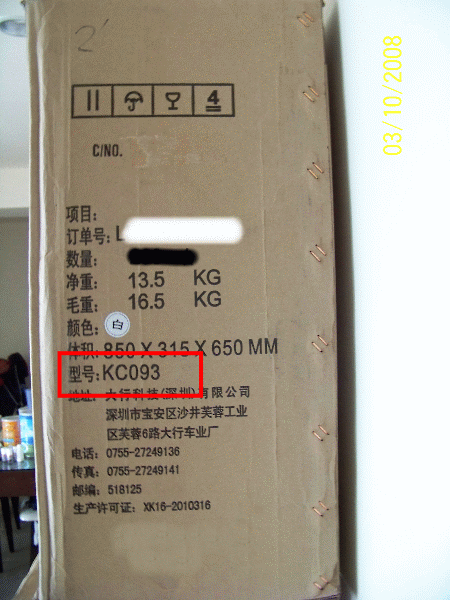 2'
4
C/NO.
03/10/2008
项目:
订单号: L
数量:
净重: 13.5 KG
毛重: 16.5 KG
颜色: 白
体积: 850 X 315 X 650 MM
型号: KC093
地址: 大行科技(深圳)有限公司
深圳市宝安区沙井芙蓉工业
区芙蓉6路大行车业厂
电话: 0755-27249136
传真: 0755-27249141
邮编: 518125
生产许可证: XK16-2010316